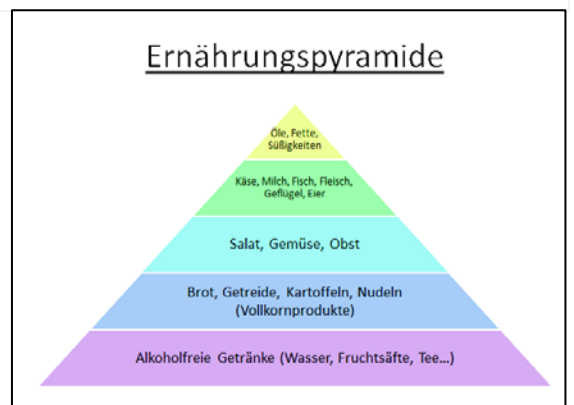 Ernährungspyramide
Öle, Fette,
Süßigkeiten
Käse, Milch, Fisch, Fleisch,
Geflügel, Eier
Salat, Gemüse, Obst
Brot, Getreide, Kartoffeln, Nudeln
(Vollkornprodukte)
Alkoholfreie Getränke (Wasser, Fruchtsäfte, Tee...)